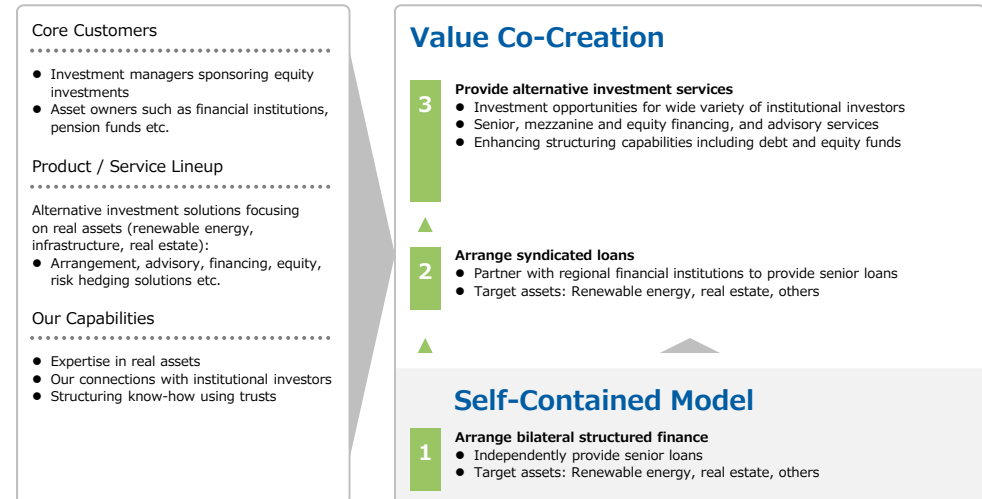 Core Customers
● Investment managers sponsoring equity
investments
● Asset owners such as financial institutions,
pension funds etc.
Product / Service Lineup
Alternative investment solutions focusing
on real assets (renewable energy,
infrastructure, real estate):
● Arrangement, advisory, financing, equity,
risk hedging solutions etc.
Our Capabilities
● Expertise in real assets
● Our connections with institutional investors
● Structuring know-how using trusts
Value Co-Creation
3
Provide alternative investment services
● Investment opportunities for wide variety of institutional investors
● Senior, mezzanine and equity financing, and advisory services
● Enhancing structuring capabilities including debt and equity funds
2
Arrange syndicated loans
● Partner with regional financial institutions to provide senior loans
● Target assets: Renewable energy, real estate, others
Self-Contained Model
1
Arrange bilateral structured finance
● Independently provide senior loans
● Target assets: Renewable energy, real estate, others